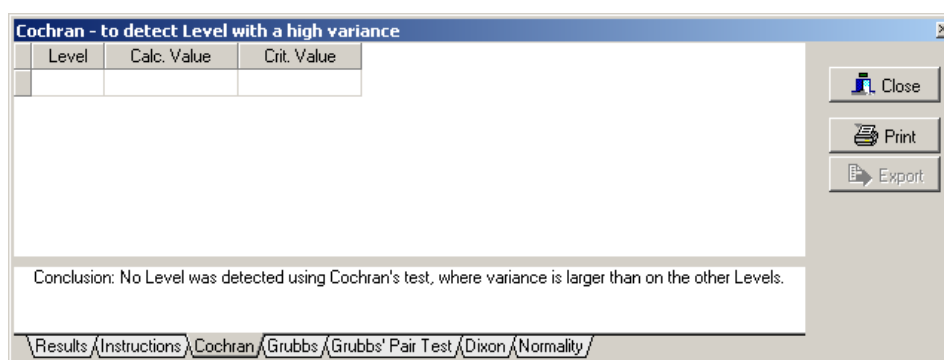 Cochran - to detect Level with a high variance
Level Calc. Value Crit. Value
Close
Print
Export
Conclusion: No Level was detected using Cochran's test, where variance is larger than on the other Levels.
Results Instructions Cochran Grubbs Grubbs' Pair Test Dixon Normality